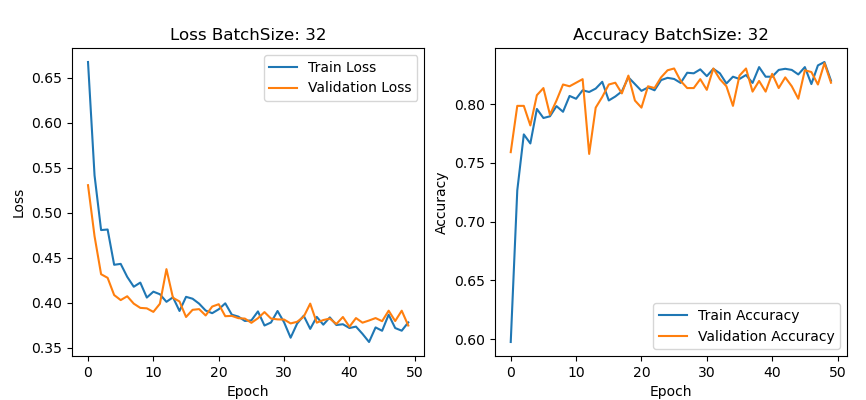 Loss BatchSize: 32
0.65
0.60
0.55
0.50
0.45
0.40
0.35
Loss
Train Loss
Validation Loss
0
10
20
30
40
50
Epoch
Accuracy BatchSize: 32
0.80
0.75
0.70
0.65
0.60
Accuracy
Train Accuracy
Validation Accuracy
0
10
20
30
40
50
Epoch